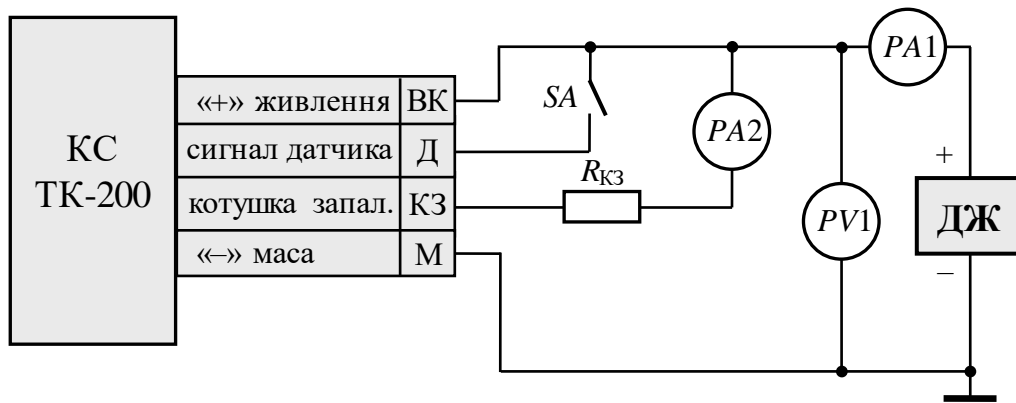 КС
ТК-200
«+» живлення ВК
сигнал датчика Д
котушка запал. КЗ
«–» маса М
SA
RКЗ
PA2
PA1
PV1
+
ДЖ
–